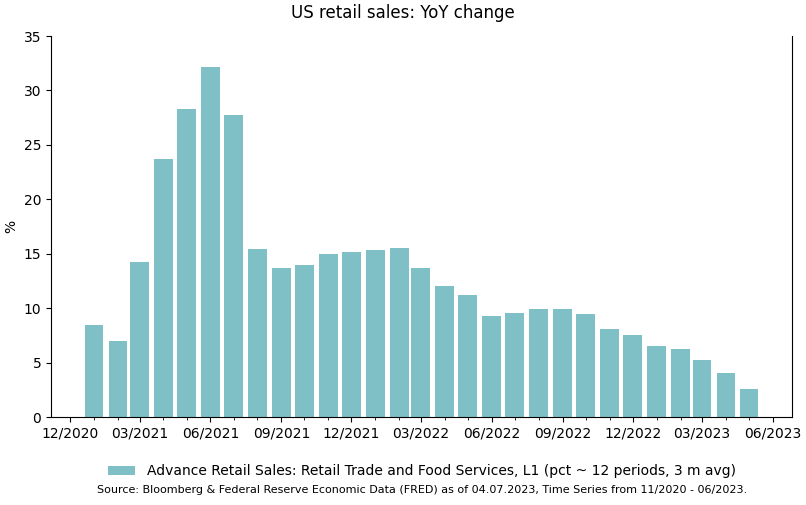 US retail sales: YoY change
35
30
25
20
15
10
5
0
%
12/2020 03/2021 06/2021 09/2021 12/2021 03/2022 06/2022 09/2022 12/2022 03/2023 06/2023
Advance Retail Sales: Retail Trade and Food Services, L1 (pct ~ 12 periods, 3 m avg)
Source: Bloomberg & Federal Reserve Economic Data (FRED) as of 04.07.2023, Time Series from 11/2020 - 06/2023.